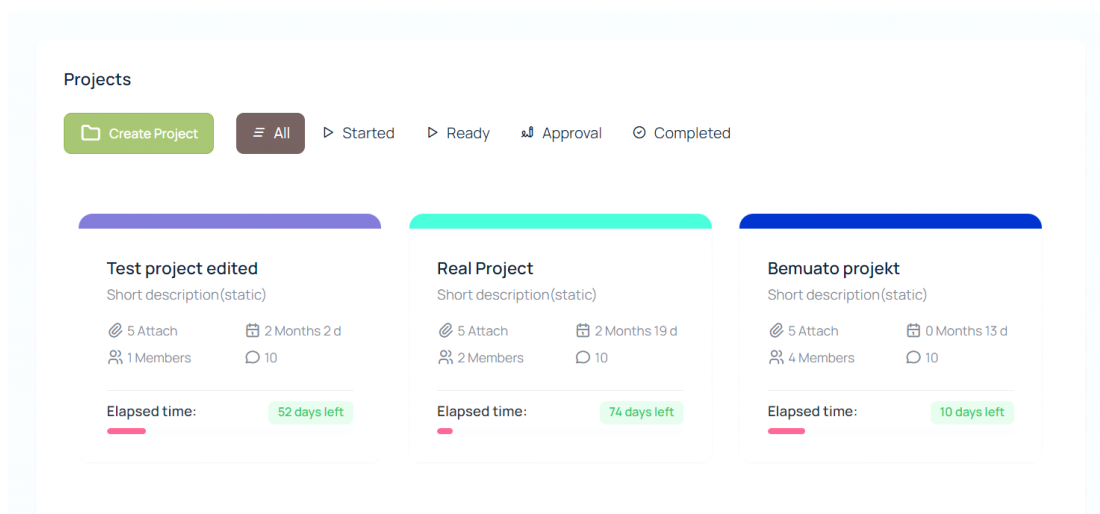 Projects
Create Project All Started Ready Approval Completed
Test project edited
Short description(static)
5 Attach 2 Months 2 d
1 Members 10
Elapsed time: 52 days left
Real Project
Short description(static)
5 Attach 2 Months 19 d
2 Members 10
Elapsed time: 74 days left
Bemuato projekt
Short description(static)
5 Attach 0 Months 13 d
4 Members 10
Elapsed time: 10 days left